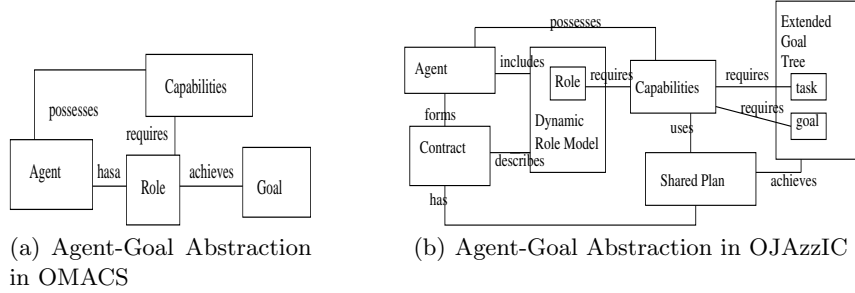 Capabilities
possesses
requires
Agent
hasa
Role
achieves
Goal
(a) Agent-Goal Abstraction
in OMACS
possesses
Extended
Goal
Tree
Agent
includes
Role
requires
Capabilities
requires
task
forms
Dynamic
Role Model
requires
goal
Contract
describes
uses
Shared Plan
achieves
has
(b) Agent-Goal Abstraction in OJAzzIC